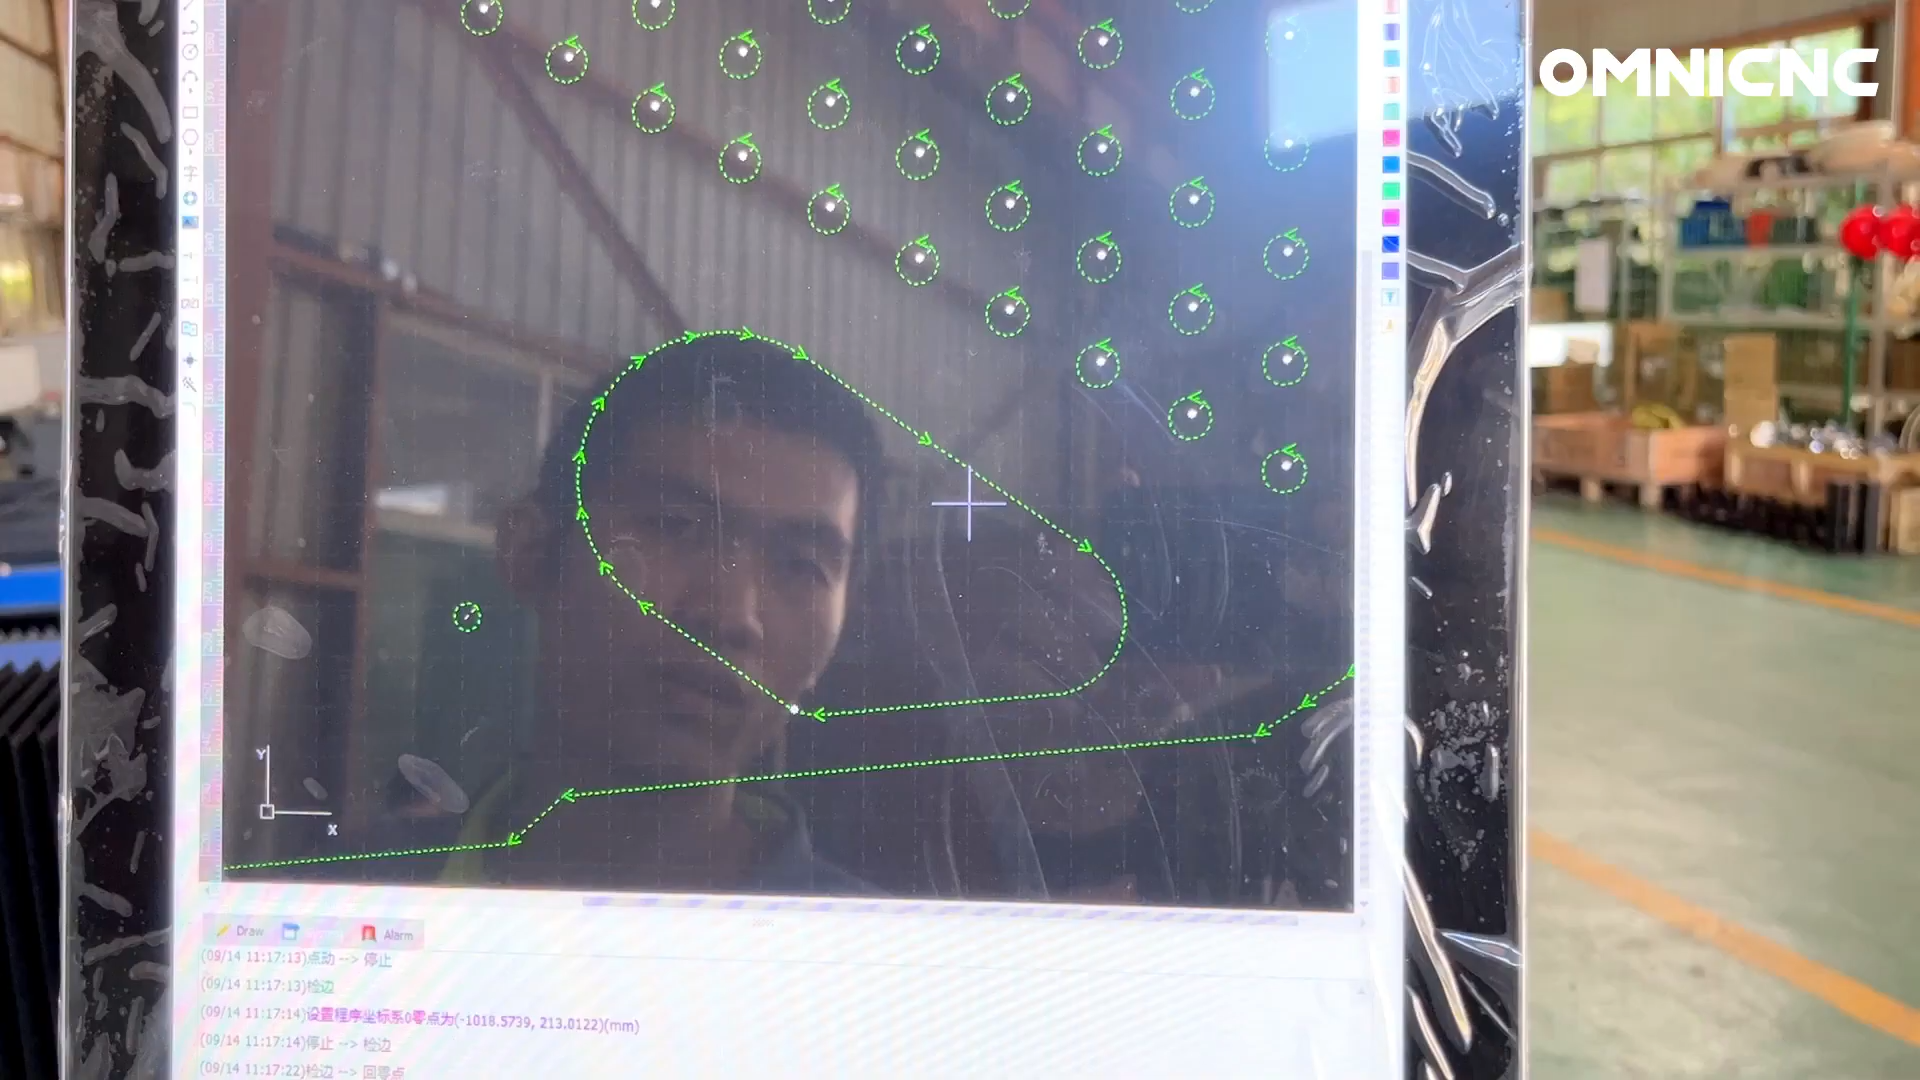 OMNICNC
字
Y
X
Draw
Alarm
(09/14 11:17:13)点动 --> 停止
(09/14 11:17:13)检边
(09/14 11:17:14)设置程序坐标系0零点为(-1018.5739, 213.0122)(mm)
(09/14 11:17:14)停止 --> 检边
(09/14 11:17:22)检边 --> 回零点